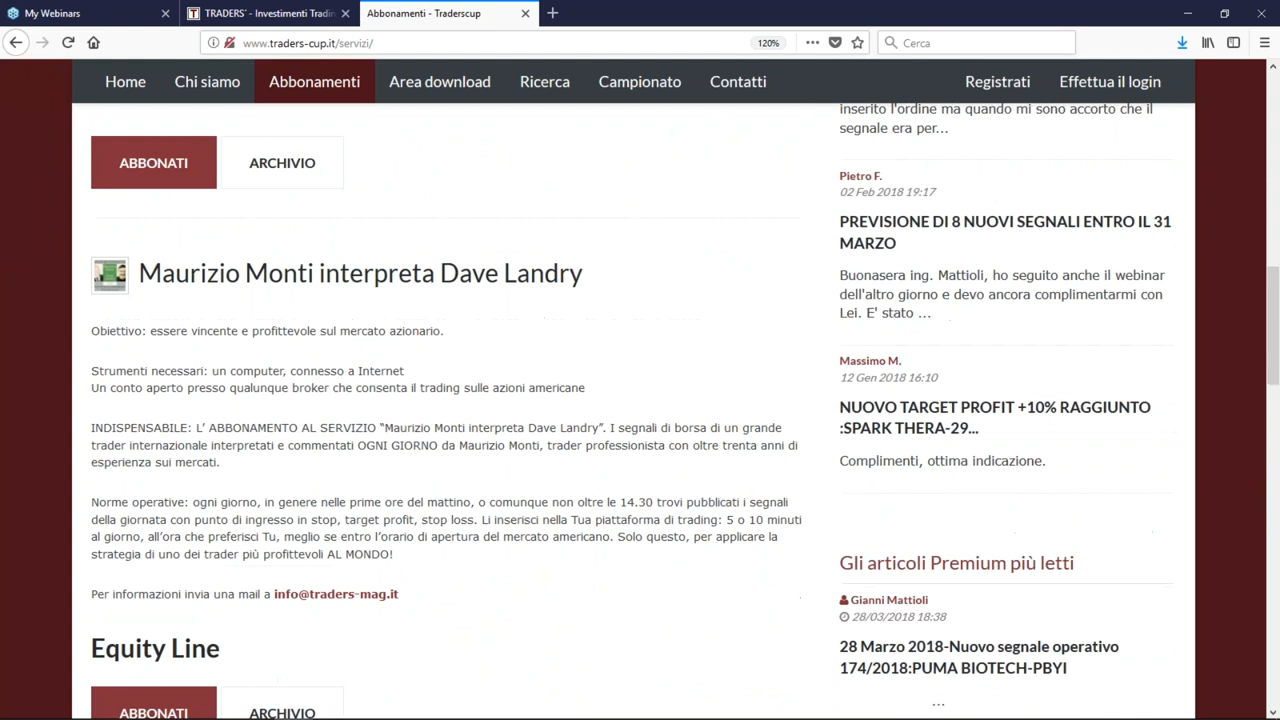 My Webinars
TRADERS' - Investimenti Tradin
Abbonamenti - Traderscup
www.traders-cup.it/servizi/
120%
Cerca
Home
Chi siamo
Abbonamenti
Area download
Ricerca
Campionato
Contatti
Registrati
Effettua il login
ABBONATI
ARCHIVIO
Maurizio Monti interpreta Dave Landry
Obiettivo: essere vincente e profittevole sul mercato azionario.
Strumenti necessari: un computer, connesso a Internet
Un conto aperto presso qualunque broker che consenta il trading sulle azioni americane
INDISPENSABILE: L' ABBONAMENTO AL SERVIZIO “Maurizio Monti interpreta Dave Landry”. I segnali di borsa di un grande
trader internazionale interpretati e commentati OGNI GIORNO da Maurizio Monti, trader professionista con oltre trenta anni di
esperienza sui mercati.
Norme operative: ogni giorno, in genere nelle prime ore del mattino, o comunque non oltre le 14.30 trovi pubblicati i segnali
della giornata con punto di ingresso in stop, target profit, stop loss. Li inserisci nella Tua piattaforma di trading: 5 o 10 minuti
al giorno, all’ora che preferisci Tu, meglio se entro l’orario di apertura del mercato americano. Solo questo, per applicare la
strategia di uno dei trader più profittevoli AL MONDO!
Per informazioni invia una mail a info@traders-mag.it
Equity Line
ABBONATI
ARCHIVIO
inserito l'ordine ma quando mi sono accorto che il
segnale era per...
Pietro F.
02 Feb 2018 19:17
PREVISIONE DI 8 NUOVI SEGNALI ENTRO IL 31
MARZO
Buonasera ing. Mattioli, ho seguito anche il webinar
dell'altro giorno e devo ancora complimentarmi con
Lei. E' stato ...
Massimo M.
12 Gen 2018 16:10
NUOVO TARGET PROFIT +10% RAGGIUNTO
:SPARK THERA-29...
Complimenti, ottima indicazione.
Gli articoli Premium più letti
Gianni Mattioli
28/03/2018 18:38
28 Marzo 2018-Nuovo segnale operativo
174/2018:PUMA BIOTECH-PBYI
...